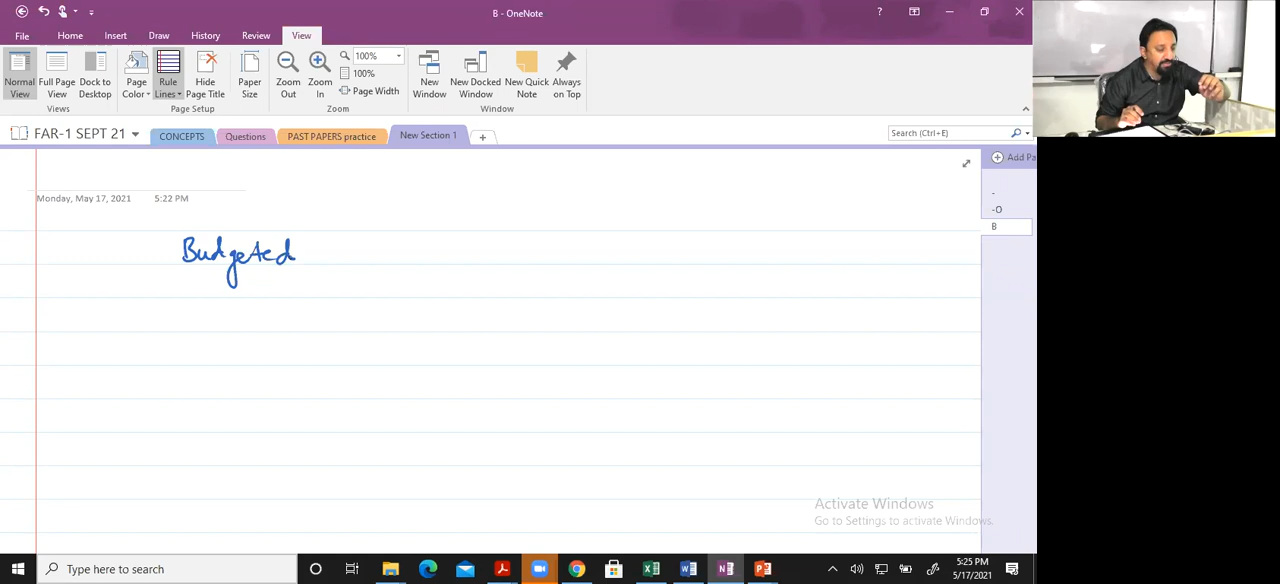 B - OneNote
?
File Home Insert Draw History Review View
Normal View
Full Page View
Dock to Desktop
Views
Page Color
Rule Lines
Hide Page Title
Page Setup
Paper Size
Zoom Out
Zoom In
100%
100%
Page Width
Zoom
New Window
New Docked Window
New Quick Note
Always on Top
Window
FAR-1 SEPT 21 CONCEPTS Questions PAST PAPERS practice New Section 1 Search (Ctrl+E)
Add Pa
-
-O
B
Monday, May 17, 2021 5:22 PM
Budgeted
Activate Windows
Go to Settings to activate Windows.
Type here to search
5:25 PM
5/17/2021